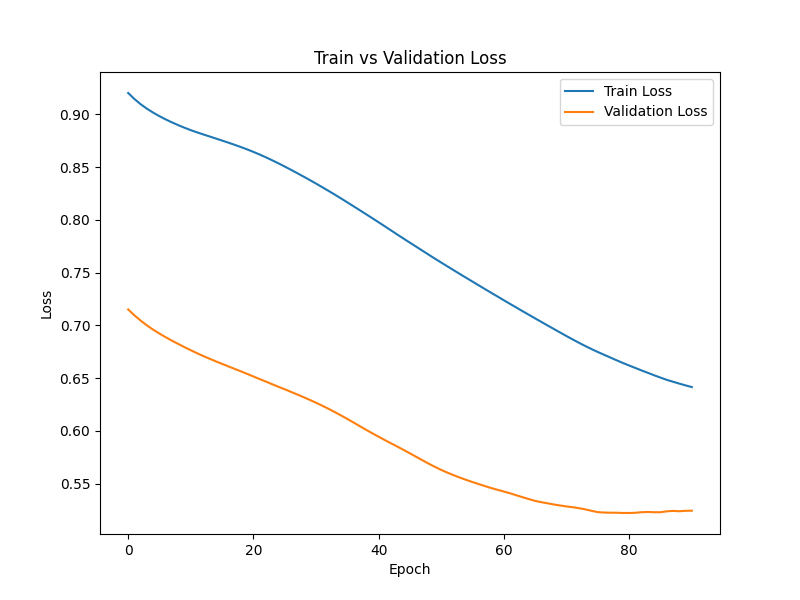 Train vs Validation Loss
Train Loss
Validation Loss
0.90
0.85
0.80
0.75
0.70
0.65
0.60
0.55
Loss
0 20 40 60 80
Epoch